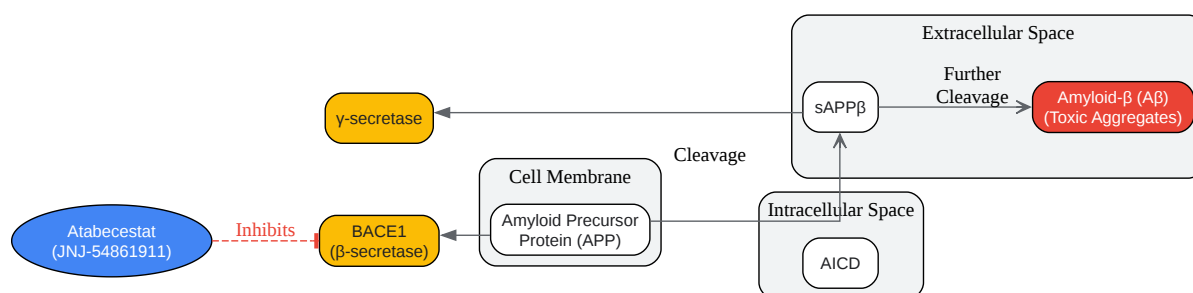 Extracellular Space
Further
Cleavage
sAPPβ
Amyloid-β (Aβ)
(Toxic Aggregates)
γ-secretase
Cleavage
Cell Membrane
Amyloid Precursor
Protein (APP)
Intracellular Space
AICD
Atabecestat
(JNJ-54861911)
Inhibits
BACE1
(β-secretase)